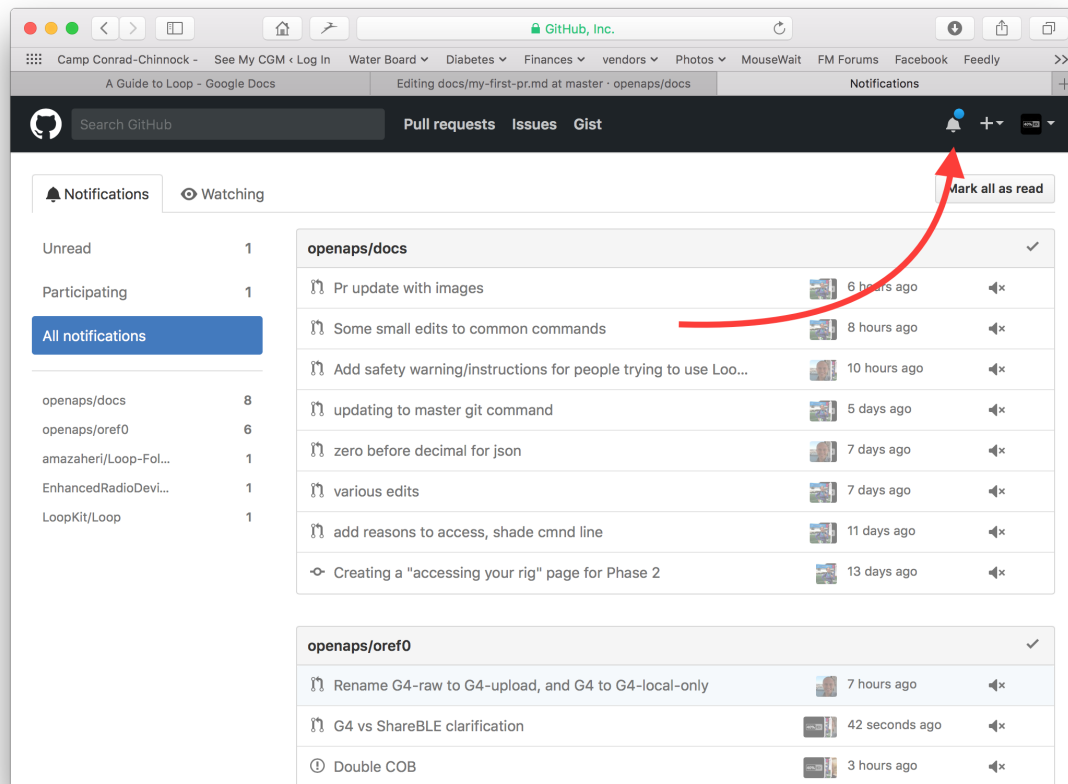 GitHub, Inc.
Camp Conrad-Chinnock - See My CGM ‹ Log In Water Board Diabetes Finances vendors Photos MouseWait FM Forums Facebook Feedly
A Guide to Loop - Google Docs Editing docs/my-first-pr.md at master · openaps/docs Notifications
Search GitHub Pull requests Issues Gist
Notifications Watching Mark all as read
Unread 1
Participating 1
All notifications
openaps/docs 8
openaps/oref0 6
amazaheri/Loop-Fol... 1
EnhancedRadioDevi... 1
LoopKit/Loop 1
openaps/docs
Pr update with images 6 hours ago
Some small edits to common commands 8 hours ago
Add safety warning/instructions for people trying to use Loo... 10 hours ago
updating to master git command 5 days ago
zero before decimal for json 7 days ago
various edits 7 days ago
add reasons to access, shade cmnd line 11 days ago
Creating a "accessing your rig" page for Phase 2 13 days ago
openaps/oref0
Rename G4-raw to G4-upload, and G4 to G4-local-only 7 hours ago
G4 vs ShareBLE clarification 42 seconds ago
Double COB 3 hours ago